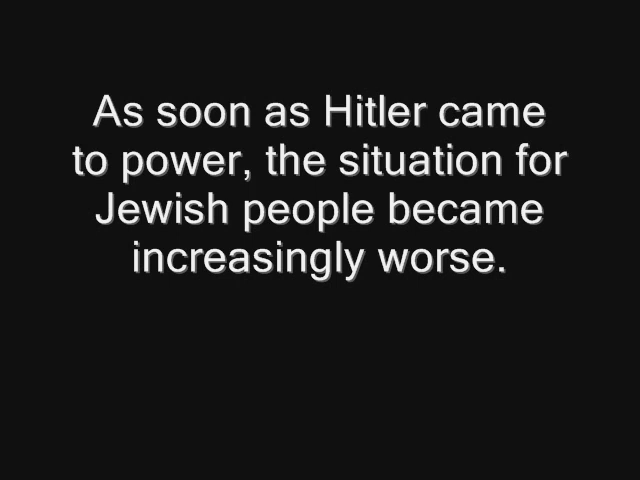 As soon as Hitler came
to power, the situation for
Jewish people became
increasingly worse.